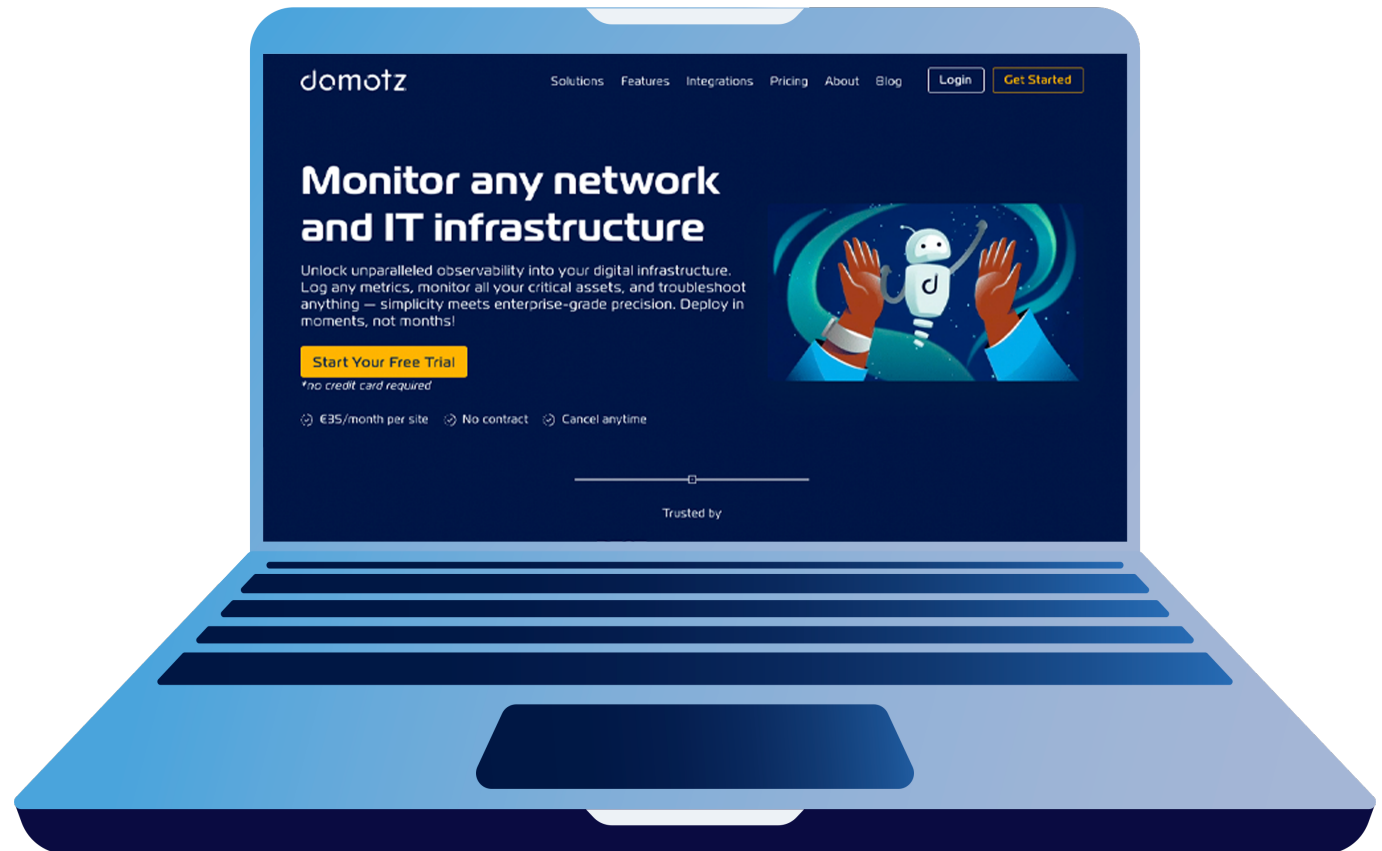 domotz
Solutions Features Integrations Pricing About Blog Login Get Started
Monitor any network
and IT infrastructure
Unlock unparalleled observability into your digital infrastructure.
Log any metrics, monitor all your critical assets, and troubleshoot
anything — simplicity meets enterprise-grade precision. Deploy in
moments, not months!
Start Your Free Trial
*no credit card required
€35/month per site No contract Cancel anytime
d
Trusted by